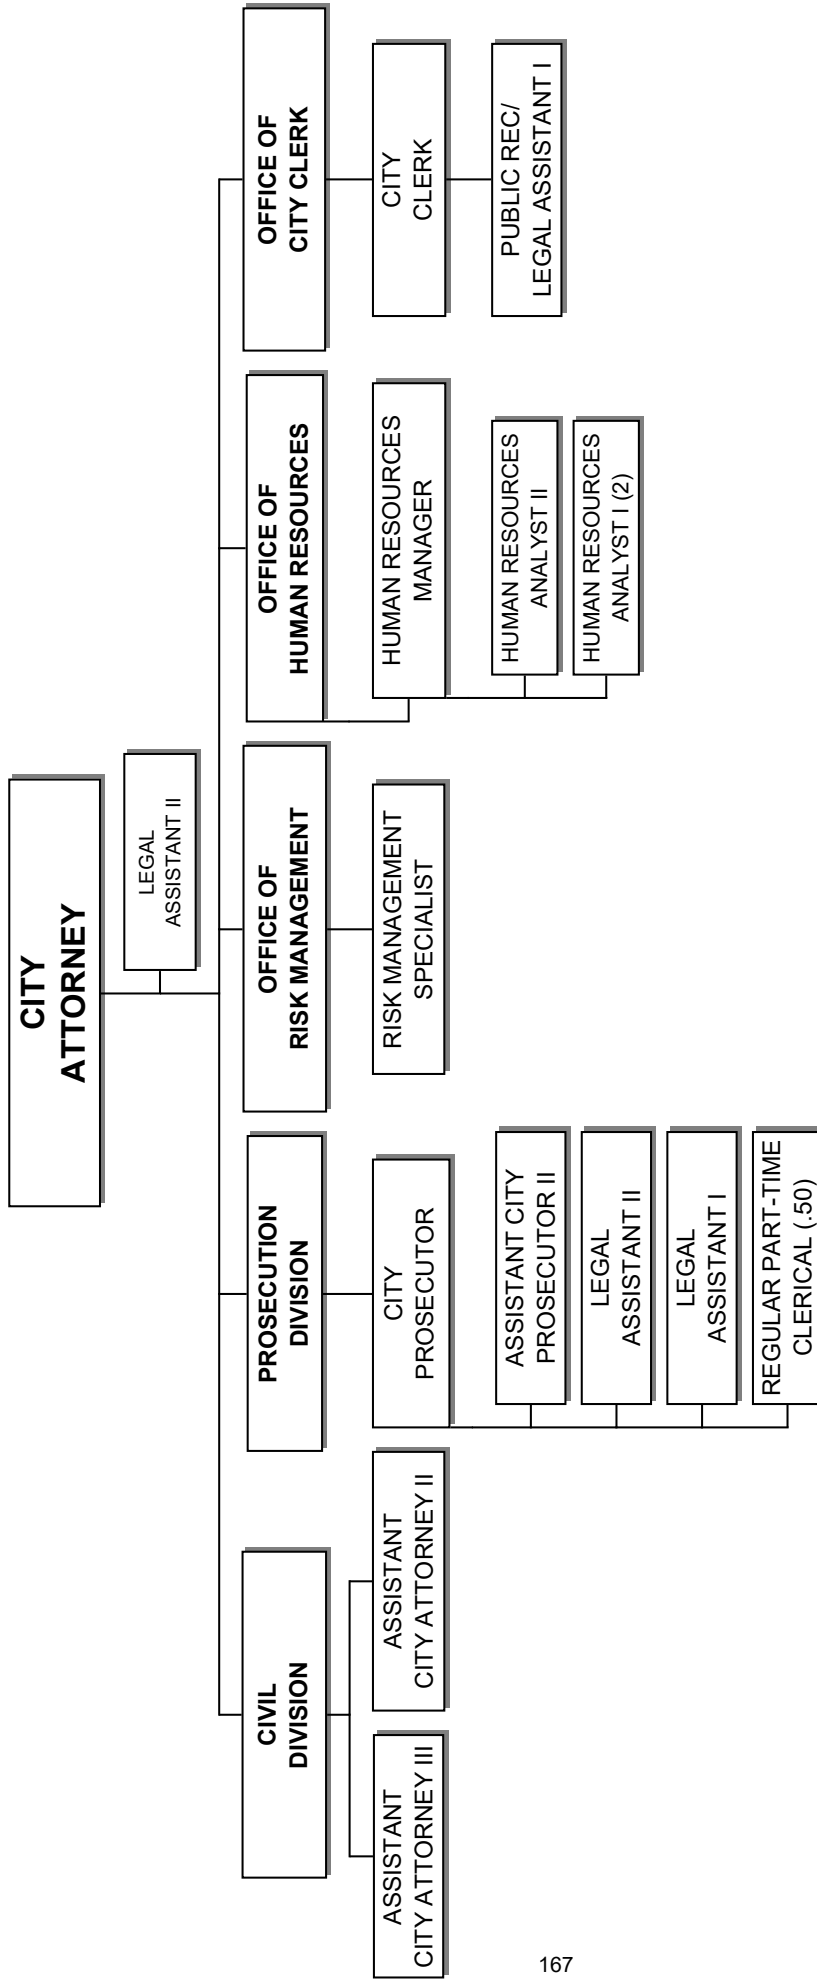 CITY
ATTORNEY
LEGAL
ASSISTANT II
CIVIL
DIVISION
ASSISTANT
CITY ATTORNEY III
ASSISTANT
CITY ATTORNEY II
PROSECUTION
DIVISION
CITY
PROSECUTOR
ASSISTANT CITY
PROSECUTOR II
LEGAL
ASSISTANT II
LEGAL
ASSISTANT I
REGULAR PART-TIME
CLERICAL (.50)
OFFICE OF
RISK MANAGEMENT
RISK MANAGEMENT
SPECIALIST
OFFICE OF
HUMAN RESOURCES
HUMAN RESOURCES
MANAGER
HUMAN RESOURCES
ANALYST II
HUMAN RESOURCES
ANALYST I (2)
OFFICE OF
CITY CLERK
CITY
CLERK
PUBLIC REC/
LEGAL ASSISTANT I
167